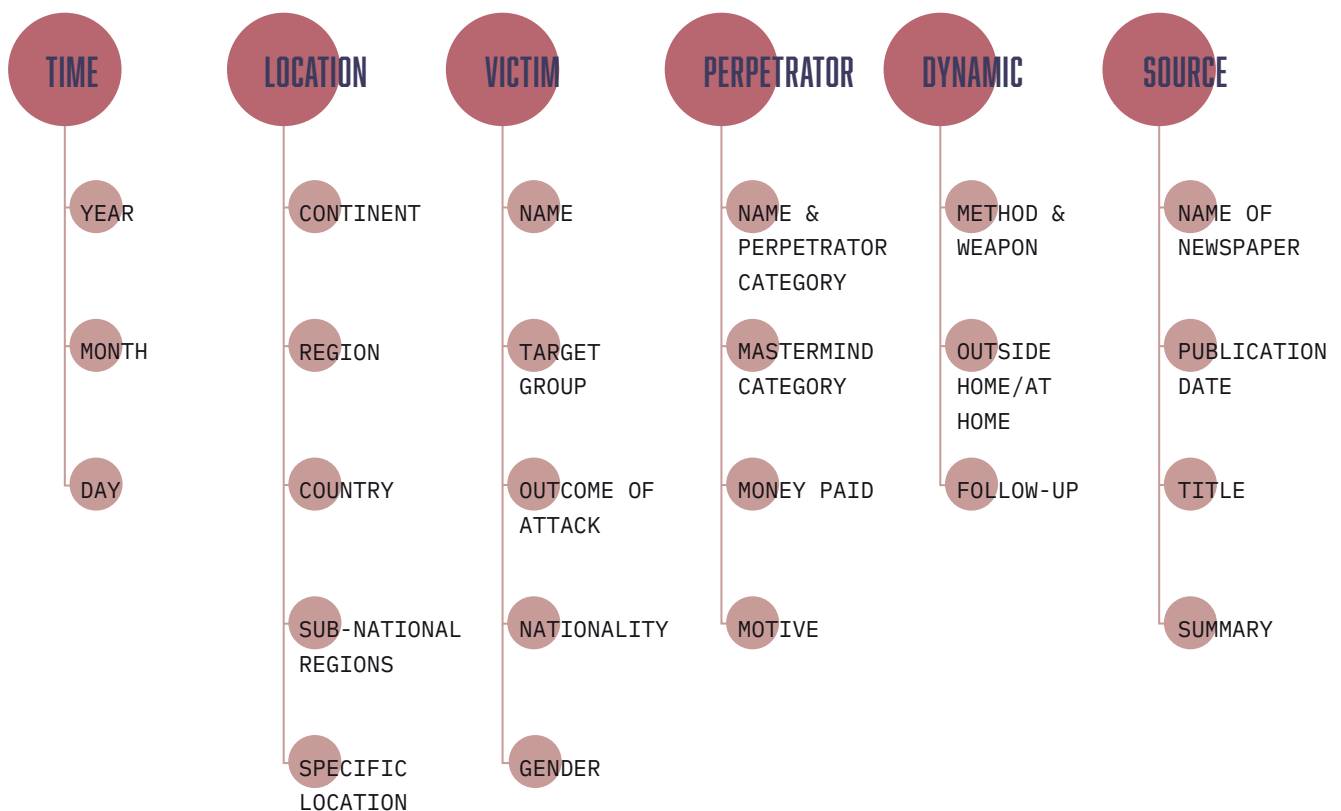 TIME
YEAR
MONTH
DAY
LOCATION
CONTINENT
REGION
COUNTRY
SUB-NATIONAL
REGIONS
SPECIFIC
LOCATION
VICTIM
NAME
TARGET
GROUP
OUTCOME OF
ATTACK
NATIONALITY
GENDER
PERPETRATOR
NAME &
PERPETRATOR
CATEGORY
MASTERMIND
CATEGORY
MONEY PAID
MOTIVE
DYNAMIC
METHOD &
WEAPON
OUTSIDE
HOME/AT
HOME
FOLLOW-UP
SOURCE
NAME OF
NEWSPAPER
PUBLICATION
DATE
TITLE
SUMMARY